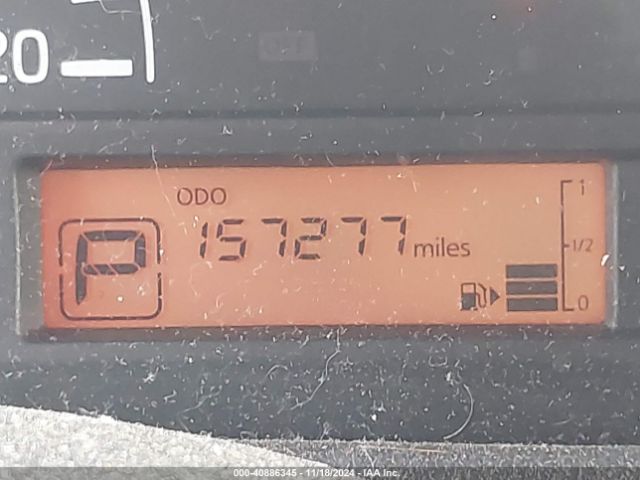 20
ODO
157277 miles
P
1
1/2
0
000-40886345 - 11/18/2024 - IAA Inc.